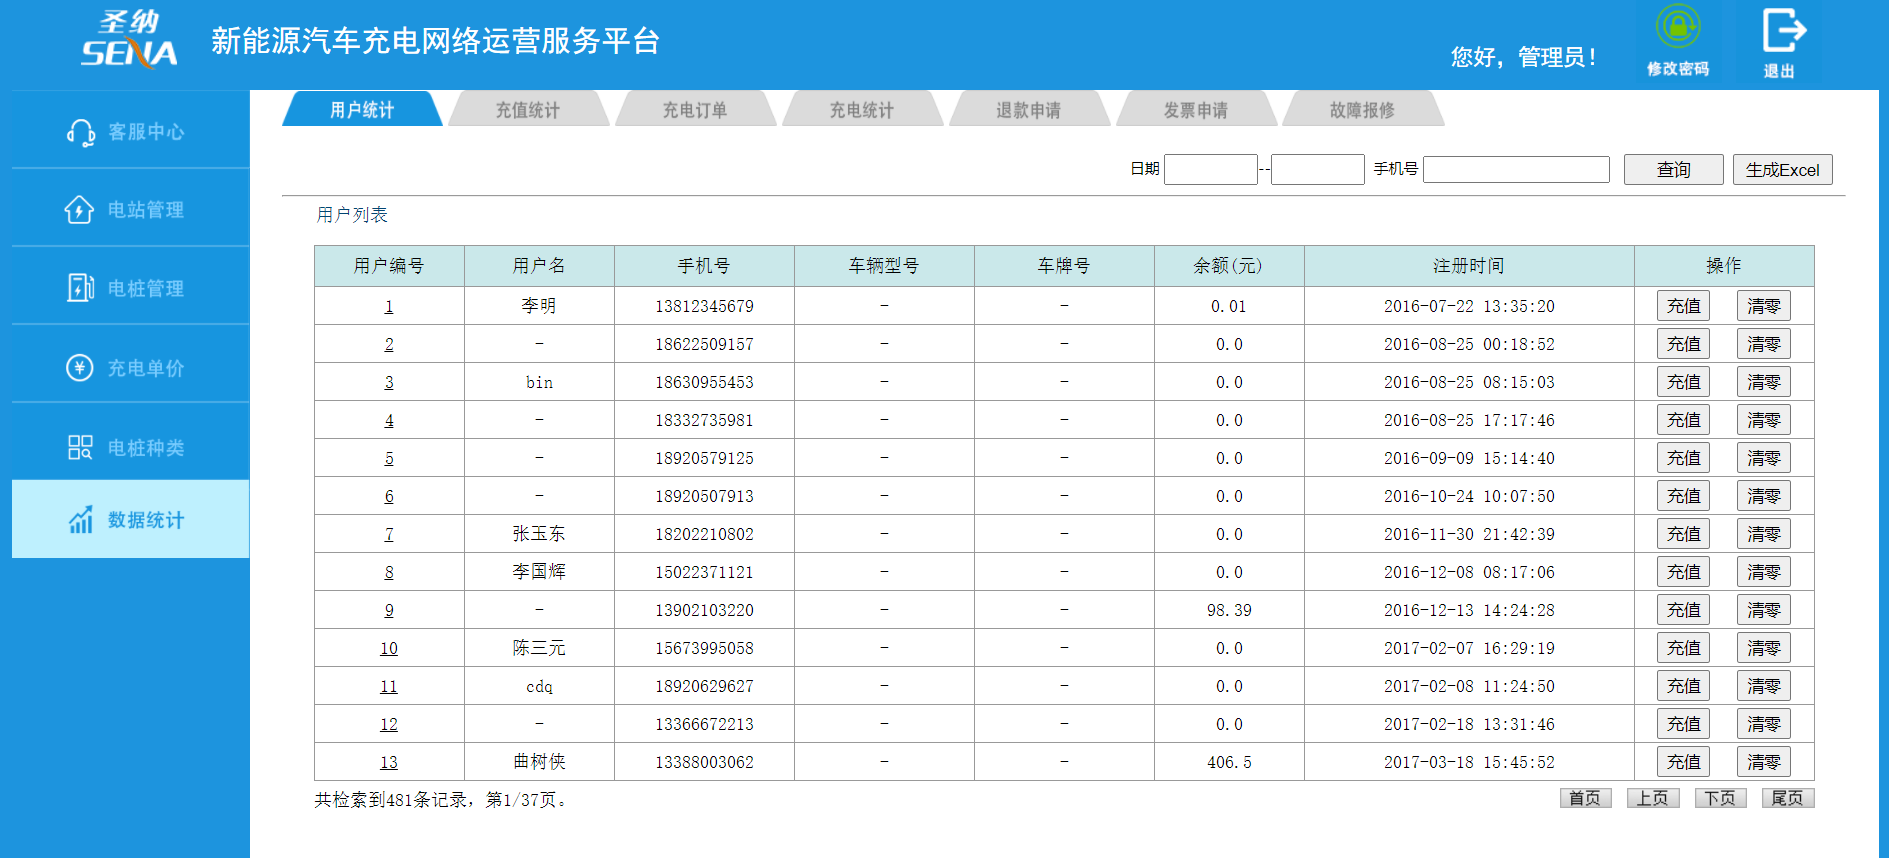 圣纳
SENA
新能源汽车充电网络运营服务平台
您好，管理员！
修改密码
退出
客服中心
电站管理
电桩管理
充电单价
电桩种类
数据统计
用户统计 充值统计 充电订单 充电统计 退款申请 发票申请 故障报修
日期 -- 手机号 查询 生成Excel
用户列表
用户编号 用户名 手机号 车辆型号 车牌号 余额(元) 注册时间 操作
1 李明 13812345679 - - 0.01 2016-07-22 13:35:20 充值 清零
2 - 18622509157 - - 0.0 2016-08-25 00:18:52 充值 清零
3 bin 18630955453 - - 0.0 2016-08-25 08:15:03 充值 清零
4 - 18332735981 - - 0.0 2016-08-25 17:17:46 充值 清零
5 - 18920579125 - - 0.0 2016-09-09 15:14:40 充值 清零
6 - 18920507913 - - 0.0 2016-10-24 10:07:50 充值 清零
7 张玉东 18202210802 - - 0.0 2016-11-30 21:42:39 充值 清零
8 李国辉 15022371121 - - 0.0 2016-12-08 08:17:06 充值 清零
9 - 13902103220 - - 98.39 2016-12-13 14:24:28 充值 清零
10 陈三元 15673995058 - - 0.0 2017-02-07 16:29:19 充值 清零
11 cdq 18920629627 - - 0.0 2017-02-08 11:24:50 充值 清零
12 - 13366672213 - - 0.0 2017-02-18 13:31:46 充值 清零
13 曲树侠 13388003062 - - 406.5 2017-03-18 15:45:52 充值 清零
共检索到481条记录，第1/37页。 首页 上页 下页 尾页